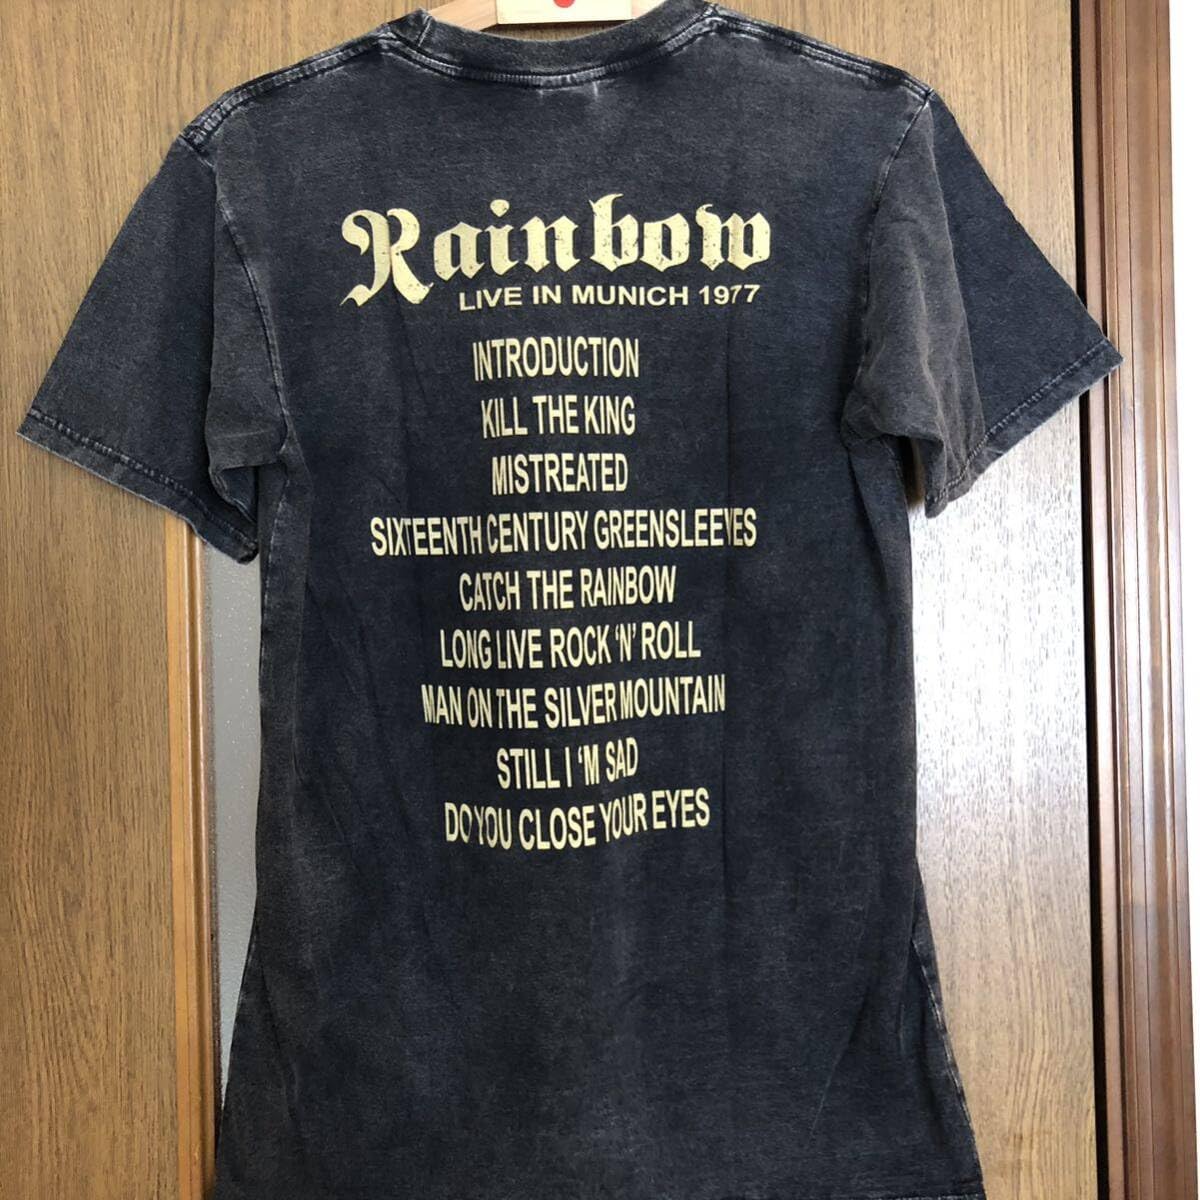 Rainbow
LIVE IN MUNICH 1977
INTRODUCTION
KILL THE KING
MISTREATED
SIXTEENTH CENTURY GREENSLEEVES
CATCH THE RAINBOW
LONG LIVE ROCK ‘N’ ROLL
MAN ON THE SILVER MOUNTAIN
STILL I ‘M SAD
DO YOU CLOSE YOUR EYES